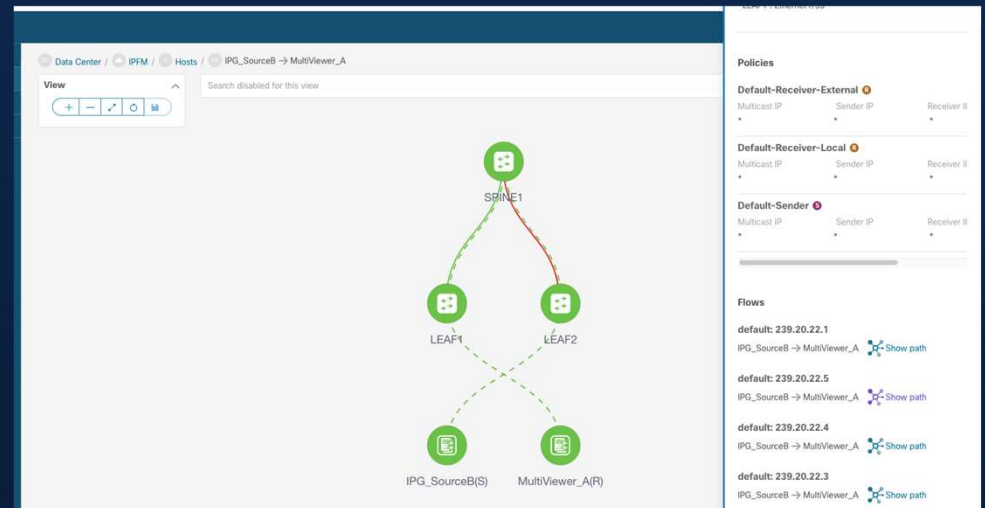 Data Center / IPFM / Hosts / IPG_SourceB → MultiViewer_A
View
Search disabled for this view
SPINE1
LEAF1
LEAF2
IPG_SourceB(S)
MultiViewer_A(R)
Policies
Default-Receiver-External R
Multicast IP Sender IP Receiver
* * *
Default-Receiver-Local R
Multicast IP Sender IP Receiver
* * *
Default-Sender S
Multicast IP Sender IP Receiver
* * *
Flows
default: 239.20.22.1
IPG_SourceB → MultiViewer_A Show path
default: 239.20.22.5
IPG_SourceB → MultiViewer_A Show path
default: 239.20.22.4
IPG_SourceB → MultiViewer_A Show path
default: 239.20.22.3
IPG_SourceB → MultiViewer_A Show path